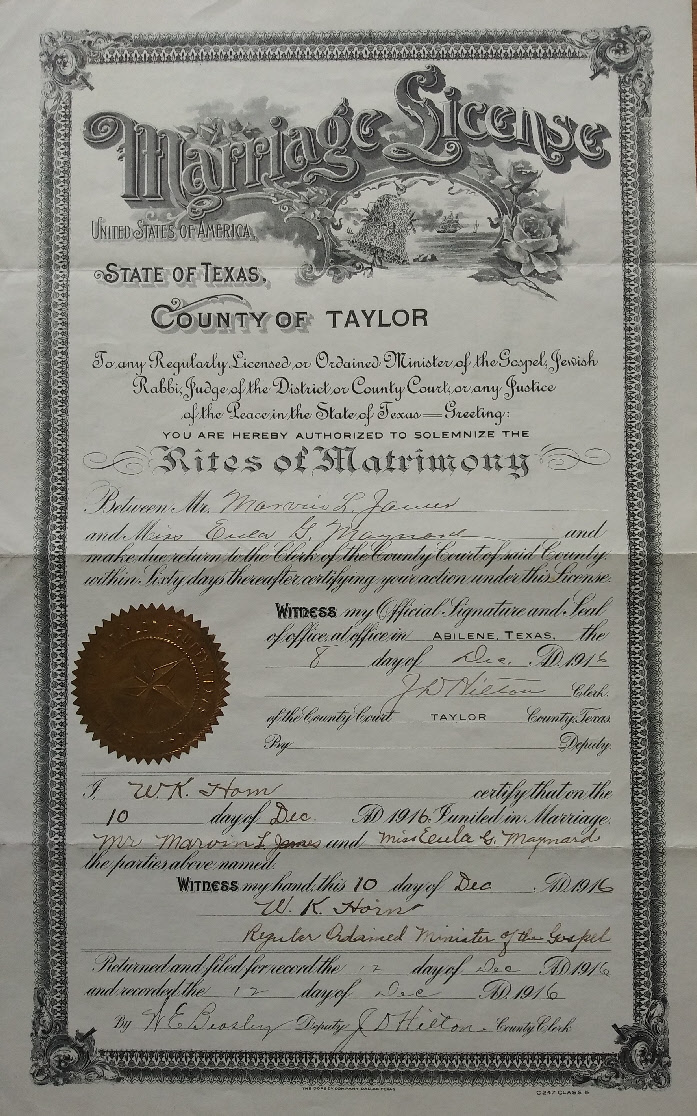 Marriage License
United States of America,
State of Texas,
County of TAYLOR
To any Regularly Licensed or Ordained Minister of the Gospel, Jewish
Rabbi, Judge of the District or County Court, or any Justice
of the Peace in the State of Texas=Greeting:
YOU ARE HEREBY AUTHORIZED TO SOLEMNIZE THE
Rites of Matrimony
Between Mr. Marvin L. James
and Miss Eula G. Maynard and
make due return to the Clerk of the County Court of said County
within Sixty days thereafter certifying your action under this License.
Witness my Official Signature and Seal
of office, at office in ABILENE, TEXAS, the
8 day of Dec. A.D. 1916
J D Hilton Clerk.
of the County Court TAYLOR County, Texas
By Deputy.
I, W. K. Horn certify that on the
10 day of Dec. A.D. 1916. I united in Marriage
Mr Marvin L James and Miss Eula G. Maynard
the parties above named.
Witness my hand, this 10 day of Dec A.D. 1916
W. K. Horn
Regular Ordained Minister of the Gospel
Returned and filed for record the 12 day of Dec A.D. 1916
and recorded the 12 day of Dec A.D. 1916
By W E Beasley Deputy J D Hilton County Clerk
THE DORSEY COMPANY, DALLAS, TEXAS